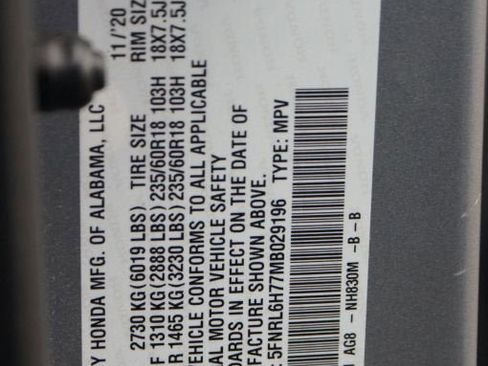 Y HONDA MFG. OF ALABAMA, LLC 11/'20
2730 KG(6019 LBS) TIRE SIZE RIM SIZ
F 1310 KG(2888 LBS) 235/60R18 103H 18X7.5J
R 1465 KG(3230 LBS) 235/60R18 103H 18X7.5J
VEHICLE CONFORMS TO ALL APPLICABLE
AL MOTOR VEHICLE SAFETY
DARDS IN EFFECT ON THE DATE OF
FACTURE SHOWN ABOVE.
: 5FNRL6H77MB029196 TYPE: MPV
AG8 - NH830M -B -B